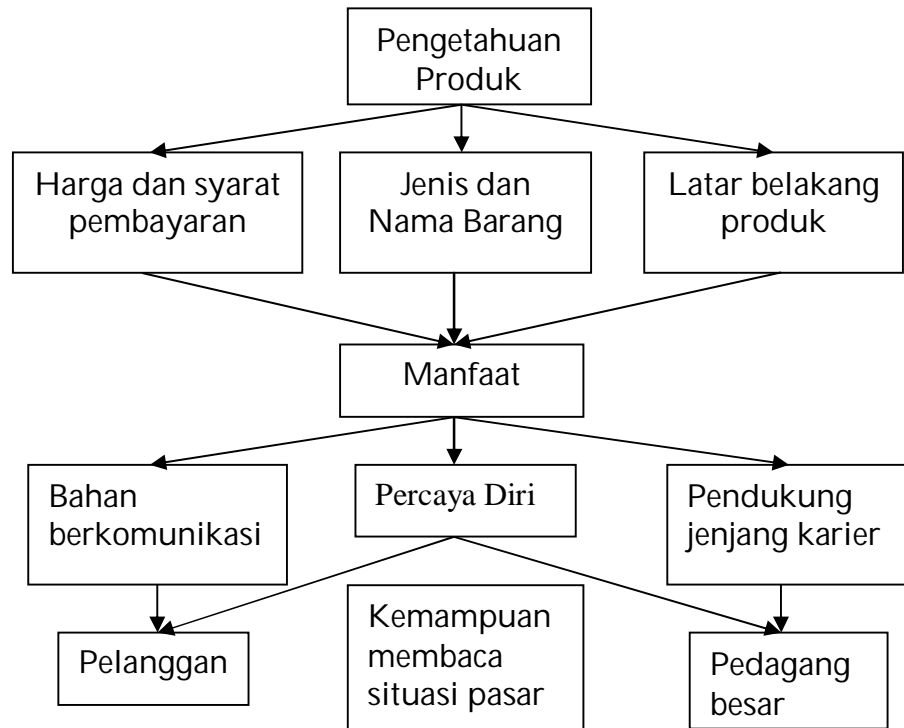 Pengetahuan
Produk
Harga dan syarat
pembayaran
Jenis dan
Nama Barang
Latar belakang
produk
Manfaat
Bahan
berkomunikasi
Percaya Diri
Pendukung
jenjang karier
Pelanggan
Kemampuan
membaca
situasi pasar
Pedagang
besar